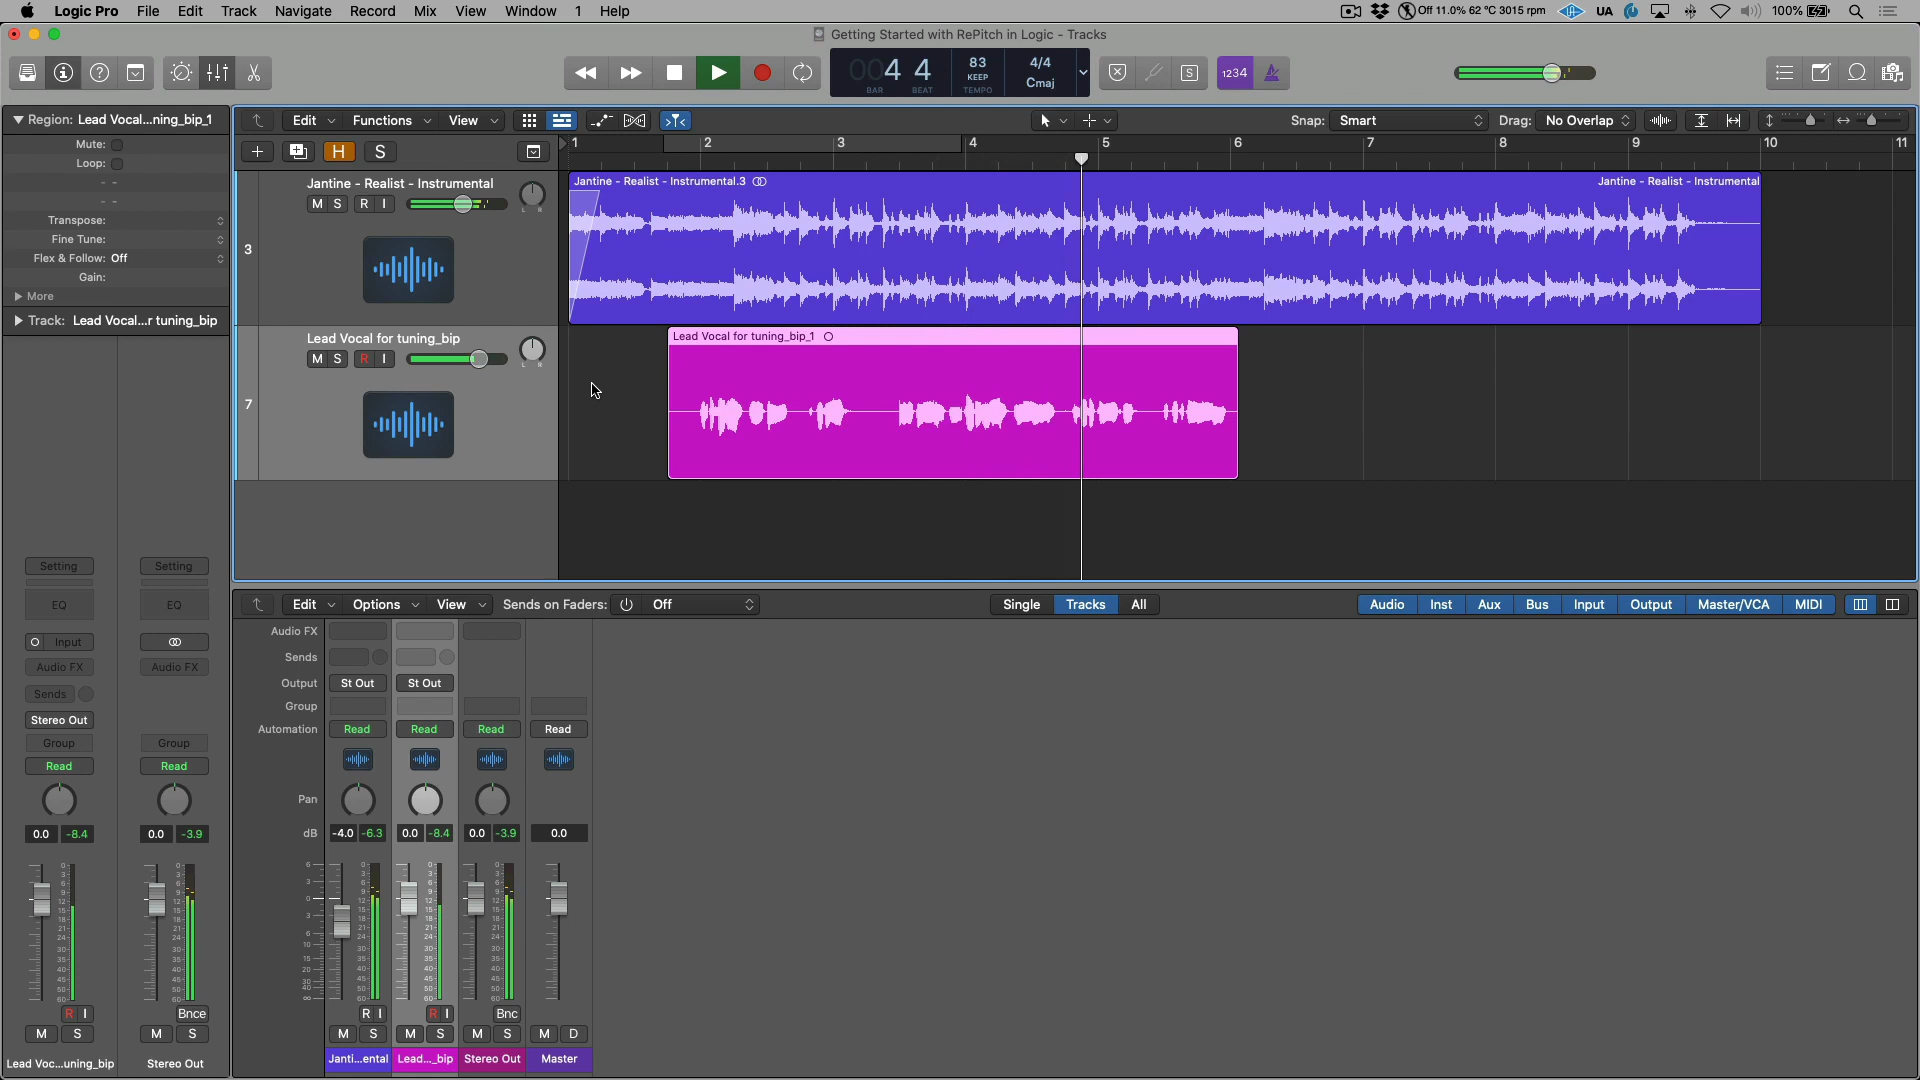 Logic Pro File Edit Track Navigate Record Mix View Window 1 Help
Off 11.0% 62 °C 3015 rpm UA 100%
Getting Started with RePitch in Logic - Tracks
004 4 83 4/4
KEEP Cmaj
BAR BEAT TEMPO
S 1234
Region: Lead Vocal...ning_bip_1
Mute:
Loop:
Transpose:
Fine Tune:
Flex & Follow: Off
Gain:
More
Track: Lead Vocal...r tuning_bip
Edit Functions View Snap: Smart Drag: No Overlap
H S
1 2 3 4 5 6 7 8 9 10 11
3 Jantine - Realist - Instrumental
M S R I L R
Jantine - Realist - Instrumental.3 Jantine - Realist - Instrumental
7 Lead Vocal for tuning_bip
M S R I L R
Lead Vocal for tuning_bip_1
Setting Setting
EQ EQ
Input
Audio FX Audio FX
Sends
Stereo Out
Group Group
Read Read
0.0 -8.4 0.0 -3.9
R I Bnce
M S M S
Lead Voc...uning_bip Stereo Out
Edit Options View Sends on Faders: Off Single Tracks All Audio Inst Aux Bus Input Output Master/VCA MIDI
Audio FX
Sends
Output St Out St Out
Group
Automation Read Read Read Read
Pan
dB -4.0 -6.3 0.0 -8.4 0.0 -3.9 0.0
R I R I Bnc
M S M S M S M D
Janti...ental Lead..._bip Stereo Out Master